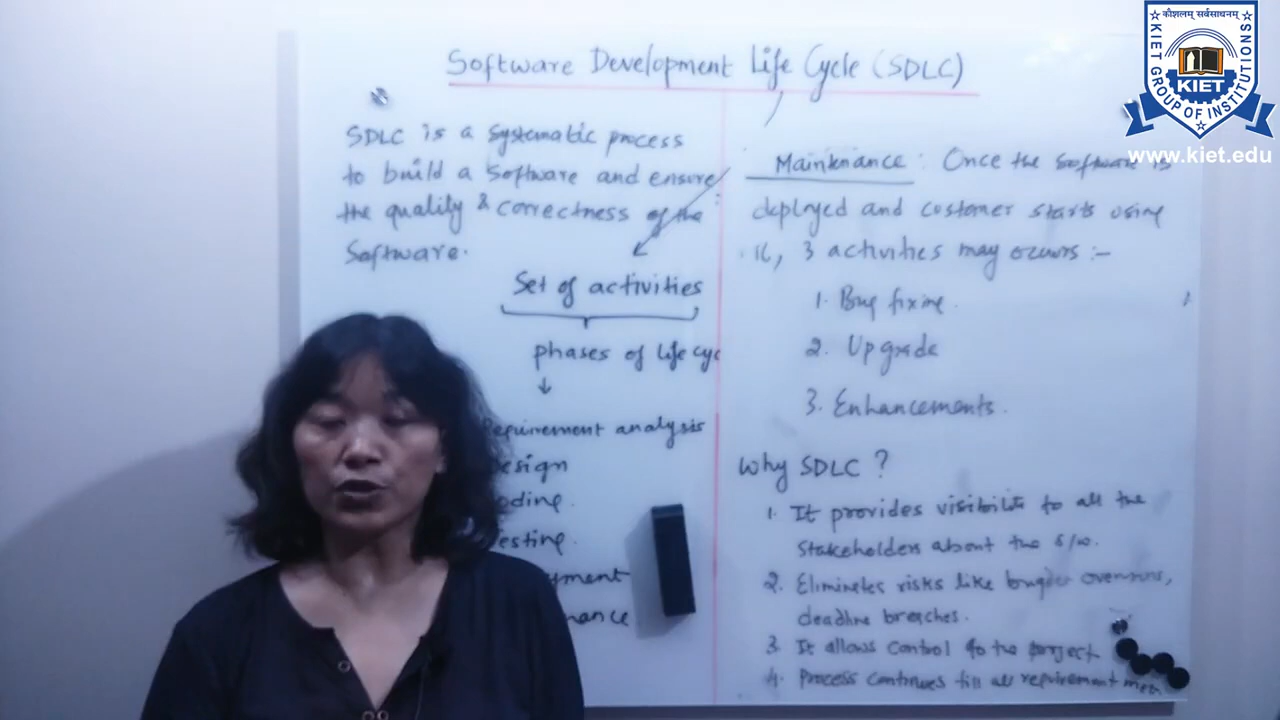 Software Development Life Cycle (SDLC)
SDLC is a systematic process
to build a software and ensure
the quality & correctness of the
software.
Set of activities
phases of life cyc
Requirement analysis
esign
oding.
esting.
yment
nance
Maintenance : Once the software is
deployed and customer starts using
it, 3 activities may occurs :-
1. Bug fixing.
2. Upgrade
3. Enhancements.
Why SDLC ?
1. It provides visibility to all the
stakeholders about the s/w.
2. Eliminates risks like overruns,
deadline breaches.
3. It allows control to the project
4. Process continues till all requirement
कौशलम् सर्वसाधनम्
KIET GROUP OF INSTITUTIONS
KIET
www.kiet.edu